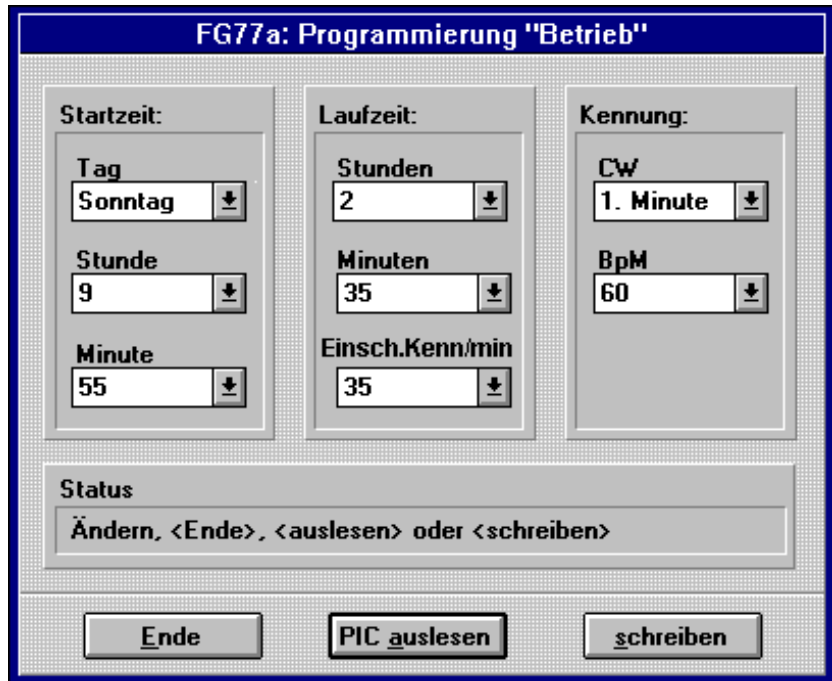 FG77a: Programmierung "Betrieb"
Startzeit:
Tag
Sonntag
Stunde
9
Minute
55
Laufzeit:
Stunden
2
Minuten
35
Einsch.Kenn/min
35
Kennung:
CW
1. Minute
BpM
60
Status
Ändern, <Ende>, <auslesen> oder <schreiben>
Ende
PIC auslesen
schreiben